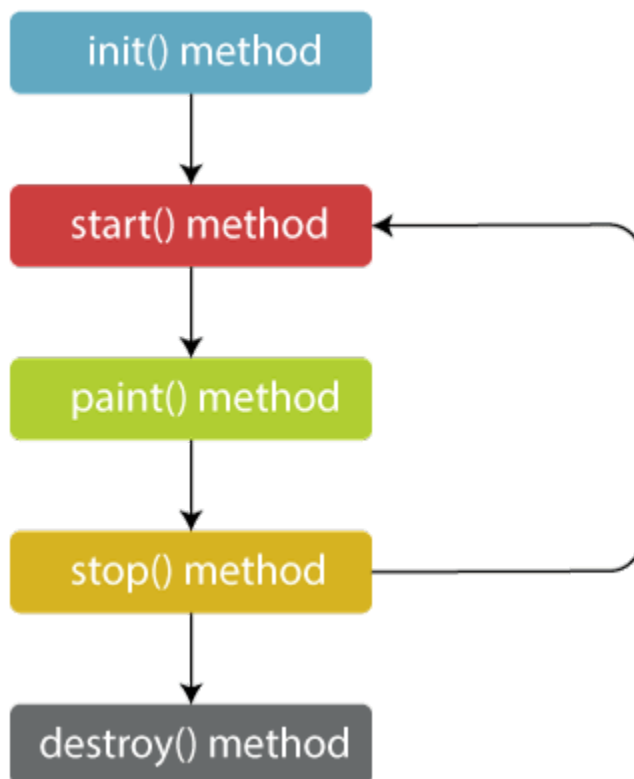 init() method
start() method
paint() method
stop() method
destroy() method